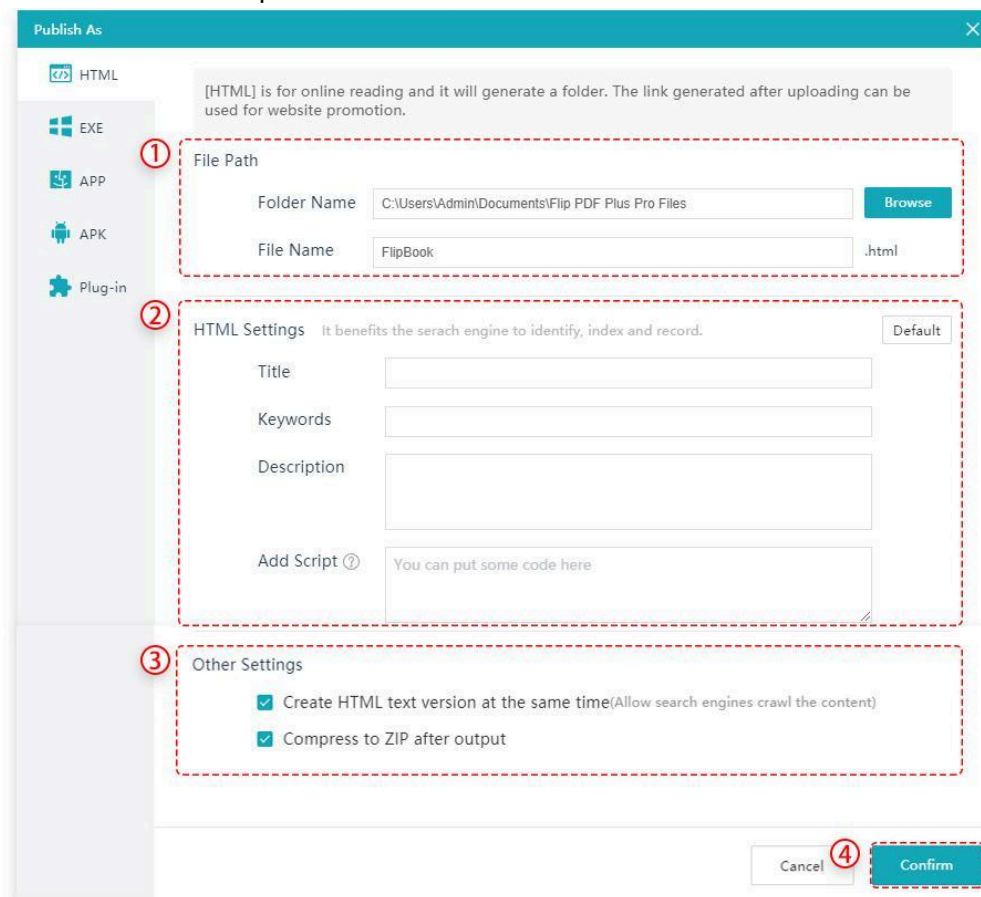 Publish As
HTML
EXE
APP
APK
Plug-in
[HTML] is for online reading and it will generate a folder. The link generated after uploading can be
used for website promotion.
①
File Path
Folder Name C:\Users\Admin\Documents\Flip PDF Plus Pro Files Browse
File Name FlipBook .html
②
HTML Settings It benefits the serach engine to identify, index and record. Default
Title
Keywords
Description
Add Script ? You can put some code here
③
Other Settings
Create HTML text version at the same time(Allow search engines crawl the content)
Compress to ZIP after output
Cancel ④ Confirm